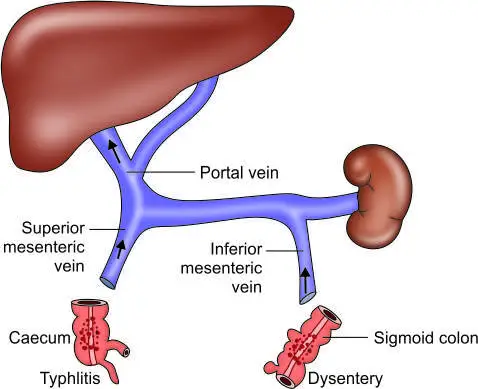 Portal vein
Superior
mesenteric
vein
Inferior
mesenteric
vein
Caecum
Sigmoid colon
Typhlitis
Dysentery